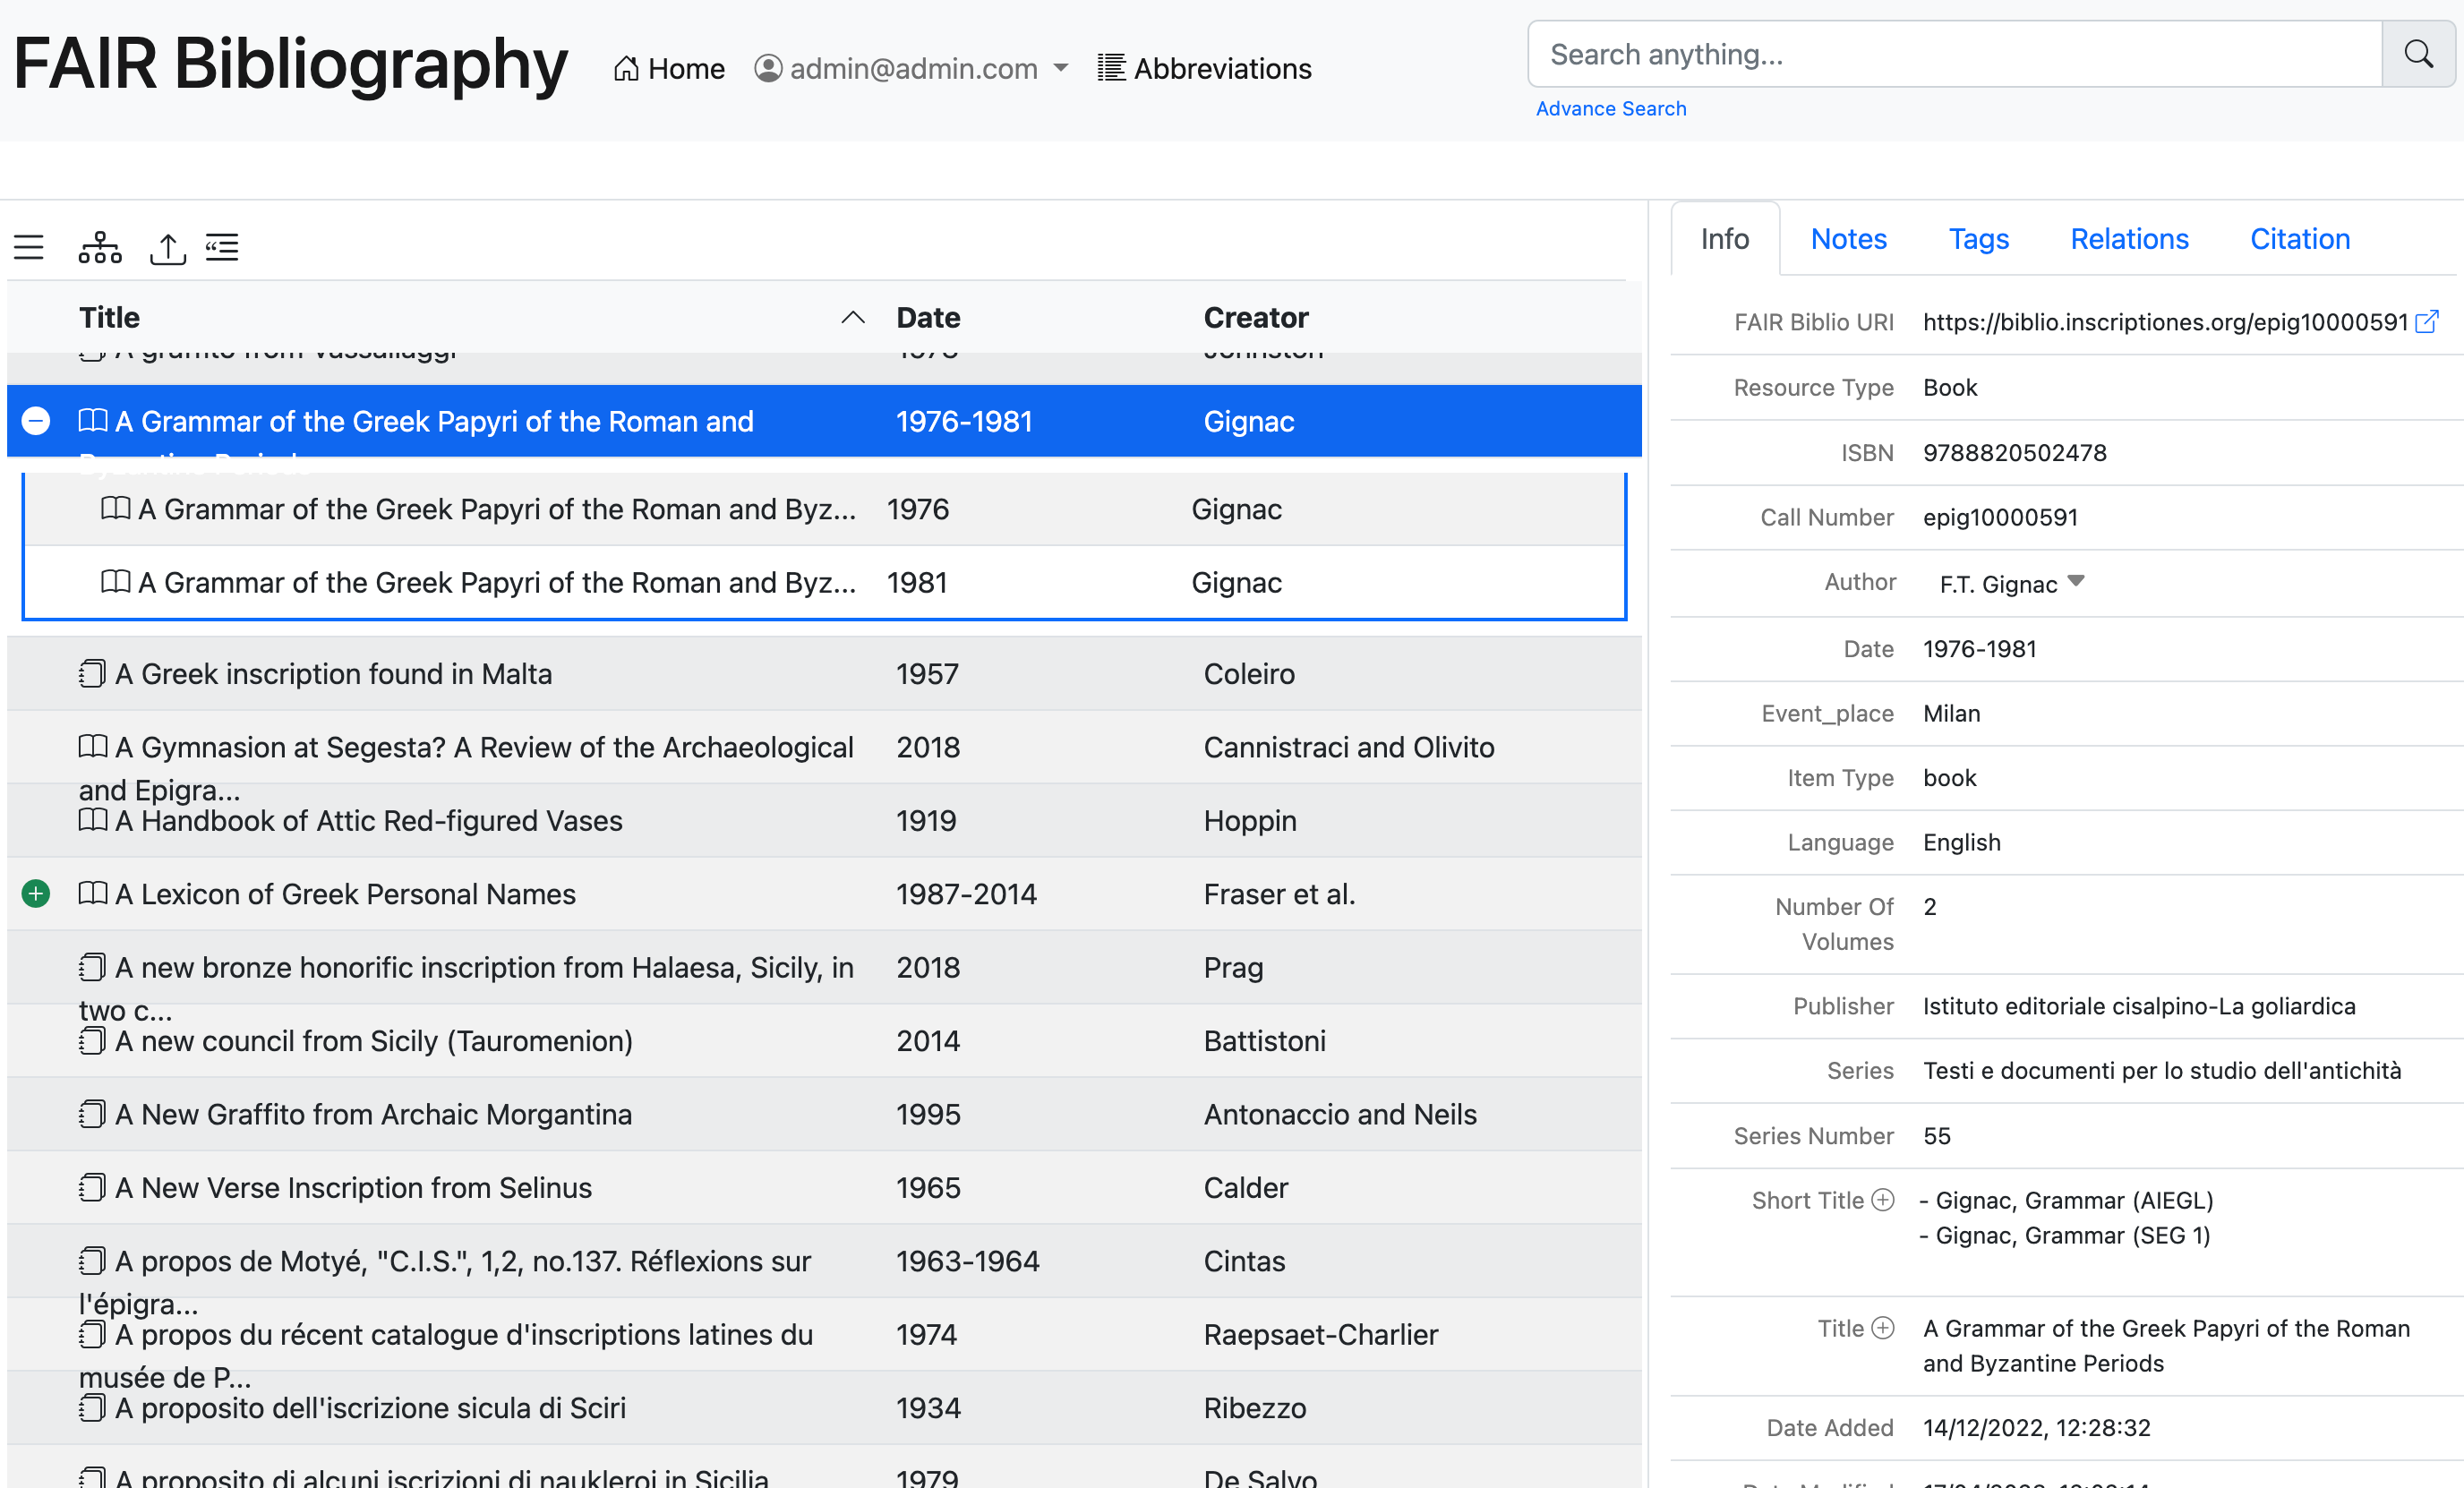 FAIR Bibliography
Home
admin@admin.com
Abbreviations
Search anything...
Advance Search
Title Date Creator
A graffito from Vassallaggi 1978 Johnston
A Grammar of the Greek Papyri of the Roman and 1976-1981 Gignac
Byzantine Periods
A Grammar of the Greek Papyri of the Roman and Byz... 1976 Gignac
A Grammar of the Greek Papyri of the Roman and Byz... 1981 Gignac
A Greek inscription found in Malta 1957 Coleiro
A Gymnasion at Segesta? A Review of the Archaeological 2018 Cannistraci and Olivito
and Epigra...
A Handbook of Attic Red-figured Vases 1919 Hoppin
A Lexicon of Greek Personal Names 1987-2014 Fraser et al.
A new bronze honorific inscription from Halaesa, Sicily, in 2018 Prag
two c...
A new council from Sicily (Tauromenion) 2014 Battistoni
A New Graffito from Archaic Morgantina 1995 Antonaccio and Neils
A New Verse Inscription from Selinus 1965 Calder
A propos de Motyé, "C.I.S.", 1,2, no.137. Réflexions sur 1963-1964 Cintas
l'épigra...
A propos du récent catalogue d'inscriptions latines du 1974 Raepsaet-Charlier
musée de P...
A proposito dell'iscrizione sicula di Sciri 1934 Ribezzo
A proposito di alcuni iscrizioni di naukleroi in Sicilia 1979 De Salvo
Info Notes Tags Relations Citation
FAIR Biblio URI https://biblio.inscriptiones.org/epig10000591
Resource Type Book
ISBN 9788820502478
Call Number epig10000591
Author F.T. Gignac
Date 1976-1981
Event_place Milan
Item Type book
Language English
Number Of 2
Volumes
Publisher Istituto editoriale cisalpino-La goliardica
Series Testi e documenti per lo studio dell'antichità
Series Number 55
Short Title - Gignac, Grammar (AIEGL)
- Gignac, Grammar (SEG 1)
Title A Grammar of the Greek Papyri of the Roman
and Byzantine Periods
Date Added 14/12/2022, 12:28:32
Date Modified